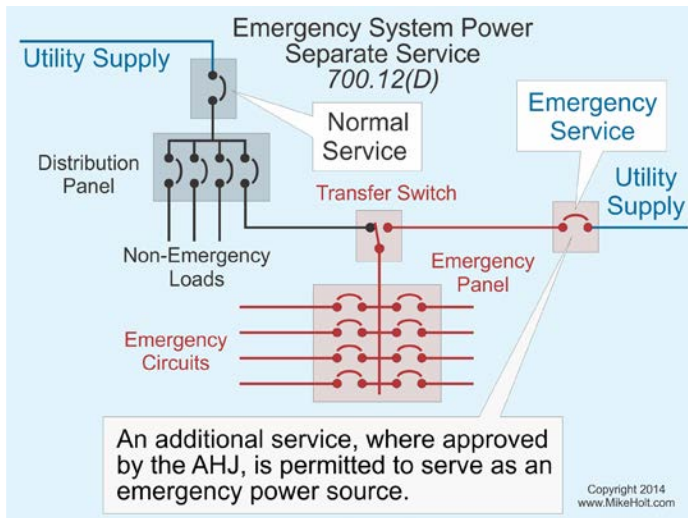 Emergency System Power
Separate Service
700.12(D)
Utility Supply
Normal
Service
Emergency
Service
Distribution
Panel
Utility
Supply
Transfer Switch
Non-Emergency
Loads
Emergency
Panel
Emergency
Circuits
An additional service, where approved
by the AHJ, is permitted to serve as an
emergency power source.
Copyright 2014
www.MikeHolt.com